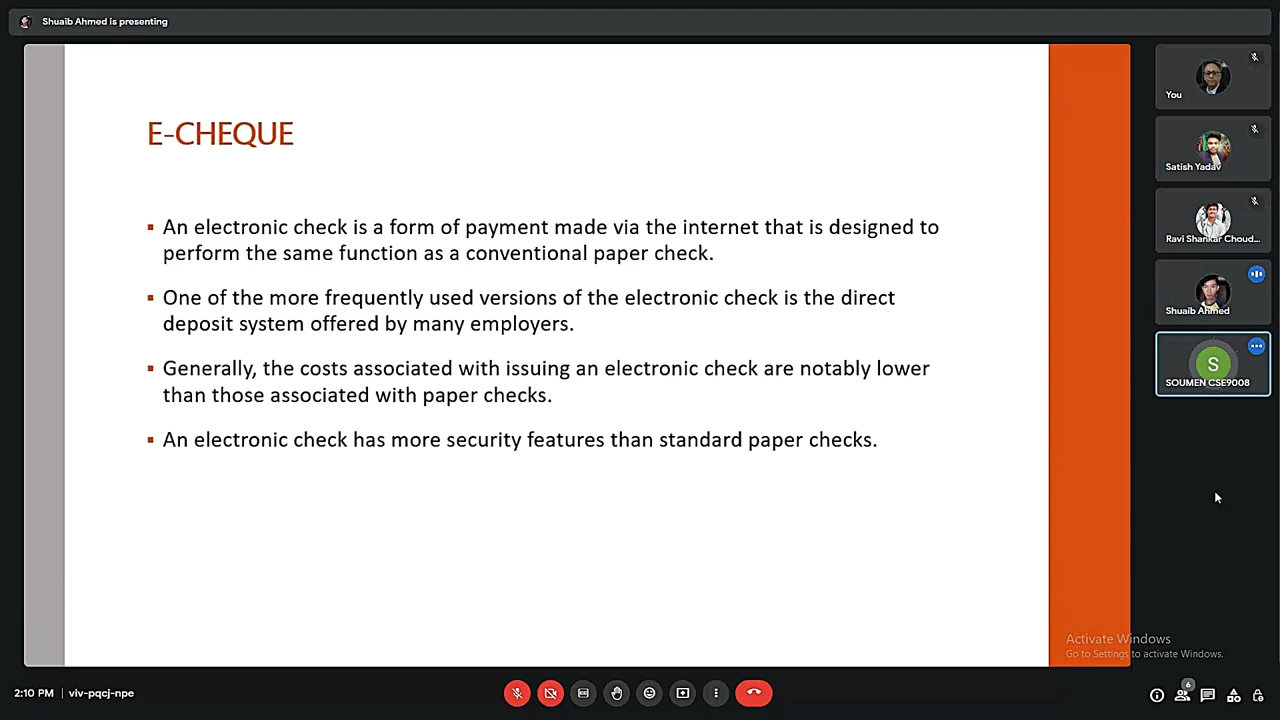 Shuaib Ahmed is presenting
E-CHEQUE
▪ An electronic check is a form of payment made via the internet that is designed to
perform the same function as a conventional paper check.
▪ One of the more frequently used versions of the electronic check is the direct
deposit system offered by many employers.
▪ Generally, the costs associated with issuing an electronic check are notably lower
than those associated with paper checks.
▪ An electronic check has more security features than standard paper checks.
You
Satish Yadav
Ravi Shankar Choud...
Shuaib Ahmed
S
SOUMEN CSE9008
Activate Windows
Go to Settings to activate Windows.
2:10 PM | viv-pqcj-npe
6